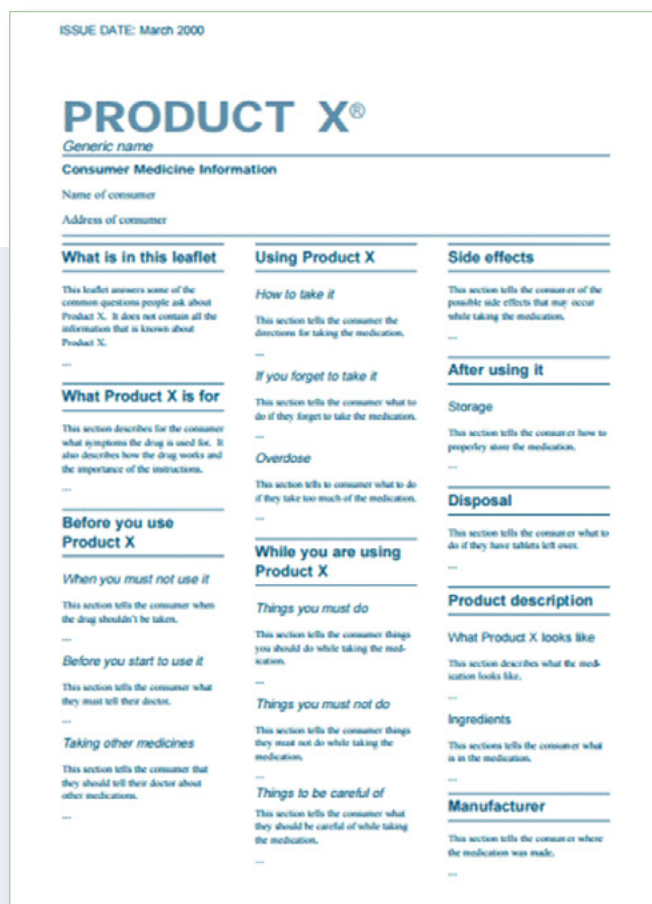 ISSUE DATE: March 2000
PRODUCT X®
Generic name
Consumer Medicine Information
Name of consumer
Address of consumer
What is in this leaflet
This leaflet answers some of the
common questions people ask about
Product X. It does not contain all the
information that is known about
Product X.
...
What Product X is for
This section describes for the consumer
what symptoms the drug is used for. It
also describes how the drug works and
the importance of the instructions.
...
Before you use
Product X
When you must not use it
This section tells the consumer when
the drug shouldn't be taken.
...
Before you start to use it
This section tells the consumer what
they must tell their doctor.
...
Taking other medicines
This section tells the consumer that
they should tell their doctor about
other medications.
...
Using Product X
How to take it
This section tells the consumer the
directions for taking the medication.
...
If you forget to take it
This section tells the consumer what to
do if they forget to take the medication.
...
Overdose
This section tells to consumer what to do
if they take too much of the medication.
...
While you are using
Product X
Things you must do
This section tells the consumer things
you should do while taking the med-
ication.
...
Things you must not do
This section tells the consumer things
they must not do while taking the
medication.
...
Things to be careful of
This section tells the consumer what
they should be careful of while taking
the medication.
...
Side effects
This section tells the consumer of the
possible side effects that may occur
while taking the medication.
...
After using it
Storage
This section tells the consumer how to
properley store the medication.
...
Disposal
This section tells the consumer what to
do if they have tablets left over.
...
Product description
What Product X looks like
This section describes what the med-
ication looks like.
...
Ingredients
This sections tells the consumer what
is in the medication.
...
Manufacturer
This section tells the consumer where
the medication was made.
...